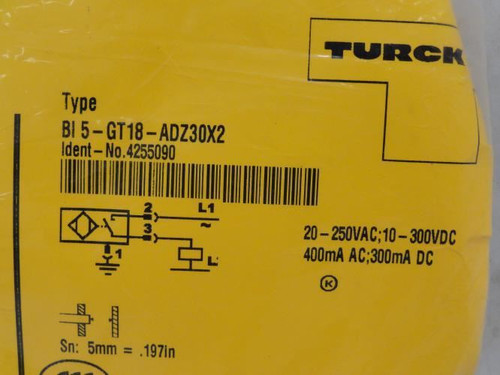 TURCK
Type
BI 5-GT18-ADZ30X2
Ident-No.4255090
2 L1
~
3
1 L
20-250VAC;10-300VDC
400mA AC;300mA DC
K
Sn: 5mm = .197in